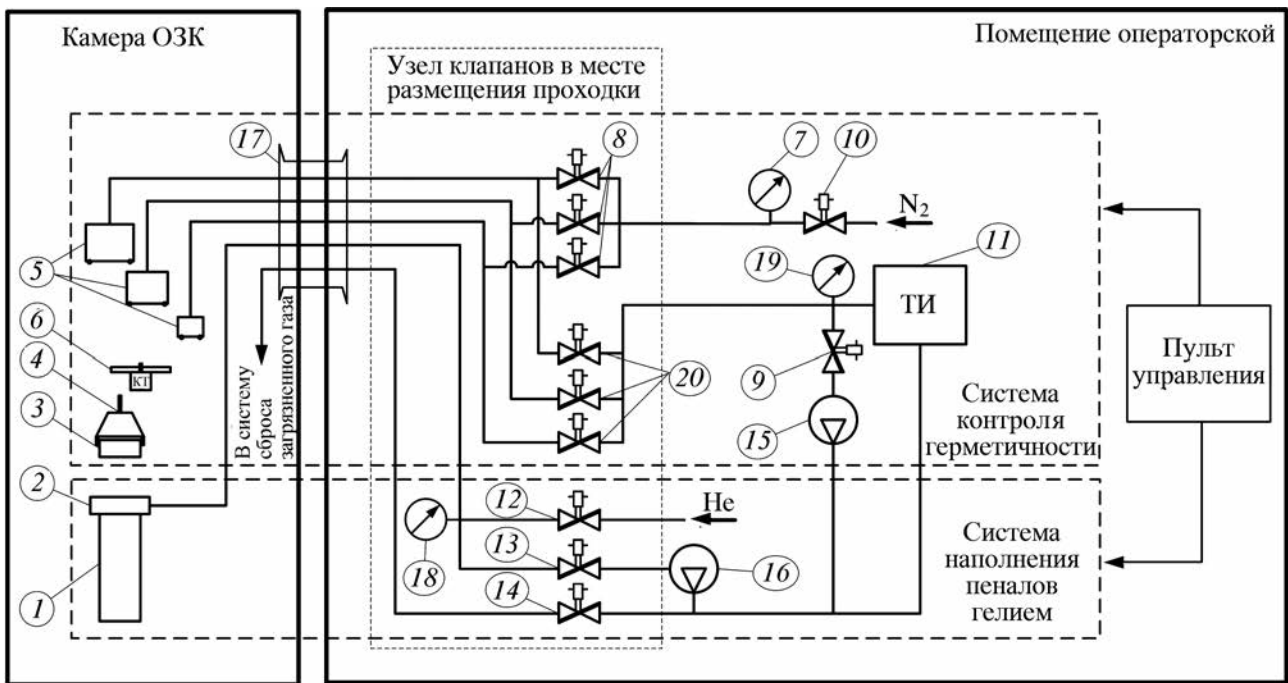 Камера ОЗК
Помещение операторской
Узел клапанов в месте
размещения проходки
17
8
7
10
N₂
11
5
19
ТИ
6
КТ
4
3
В систему
сброса
загрязненного газа
20
9
15
Пульт
управления
Система
контроля
герметичности
2
1
12
He
13
18
14
16
Система
наполнения
пеналов
гелием